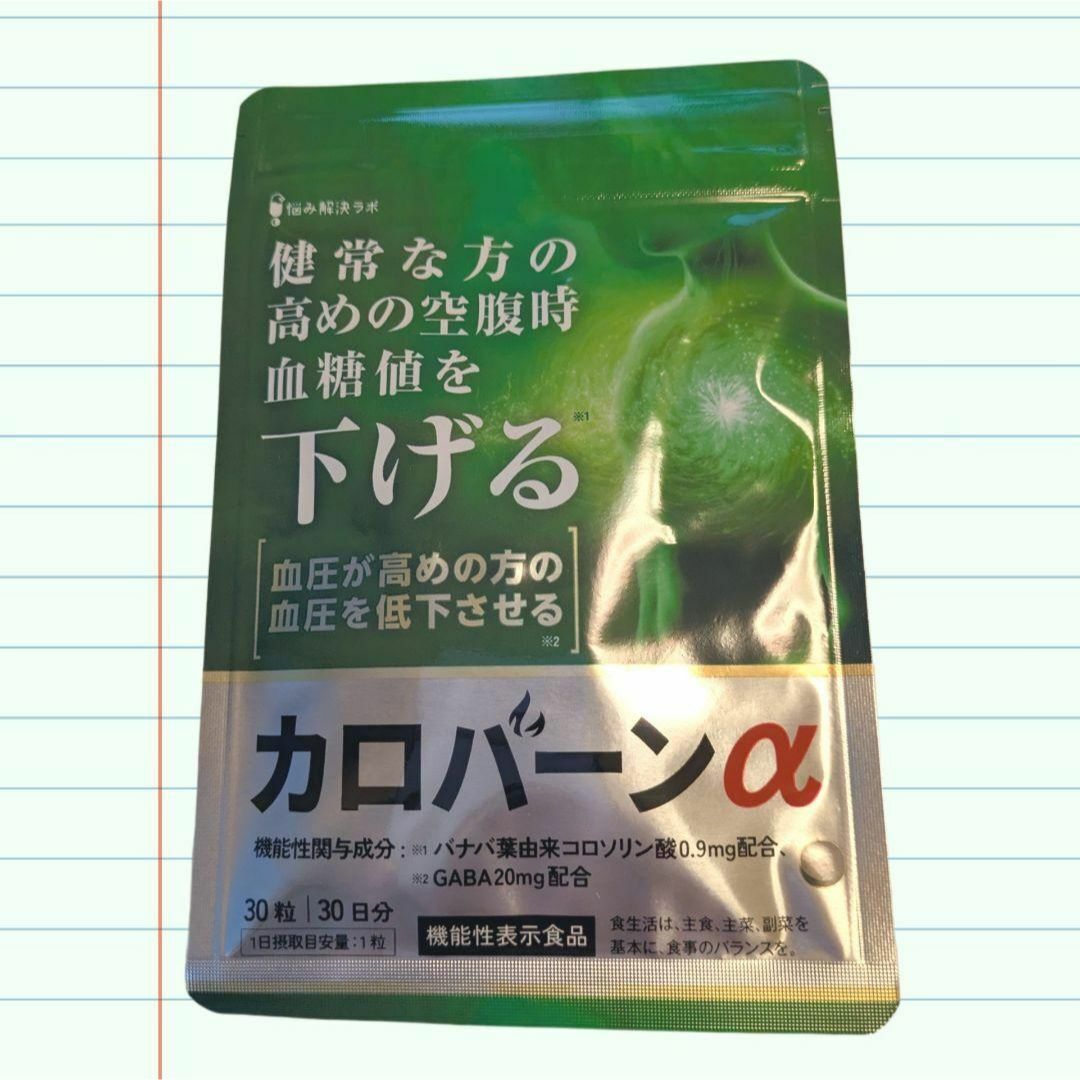 悩み解決ラボ
健常な方の
高めの空腹時
血糖値を
下げる※1
血圧が高めの方の
血圧を低下させる
※2
カロバーンα
機能性関与成分:※1 バナバ葉由来コロソリン酸0.9mg配合、
※2 GABA20mg配合
30粒|30日分
1日摂取目安量:1粒
機能性表示食品
食生活は、主食、主菜、副菜を
基本に、食事のバランスを。